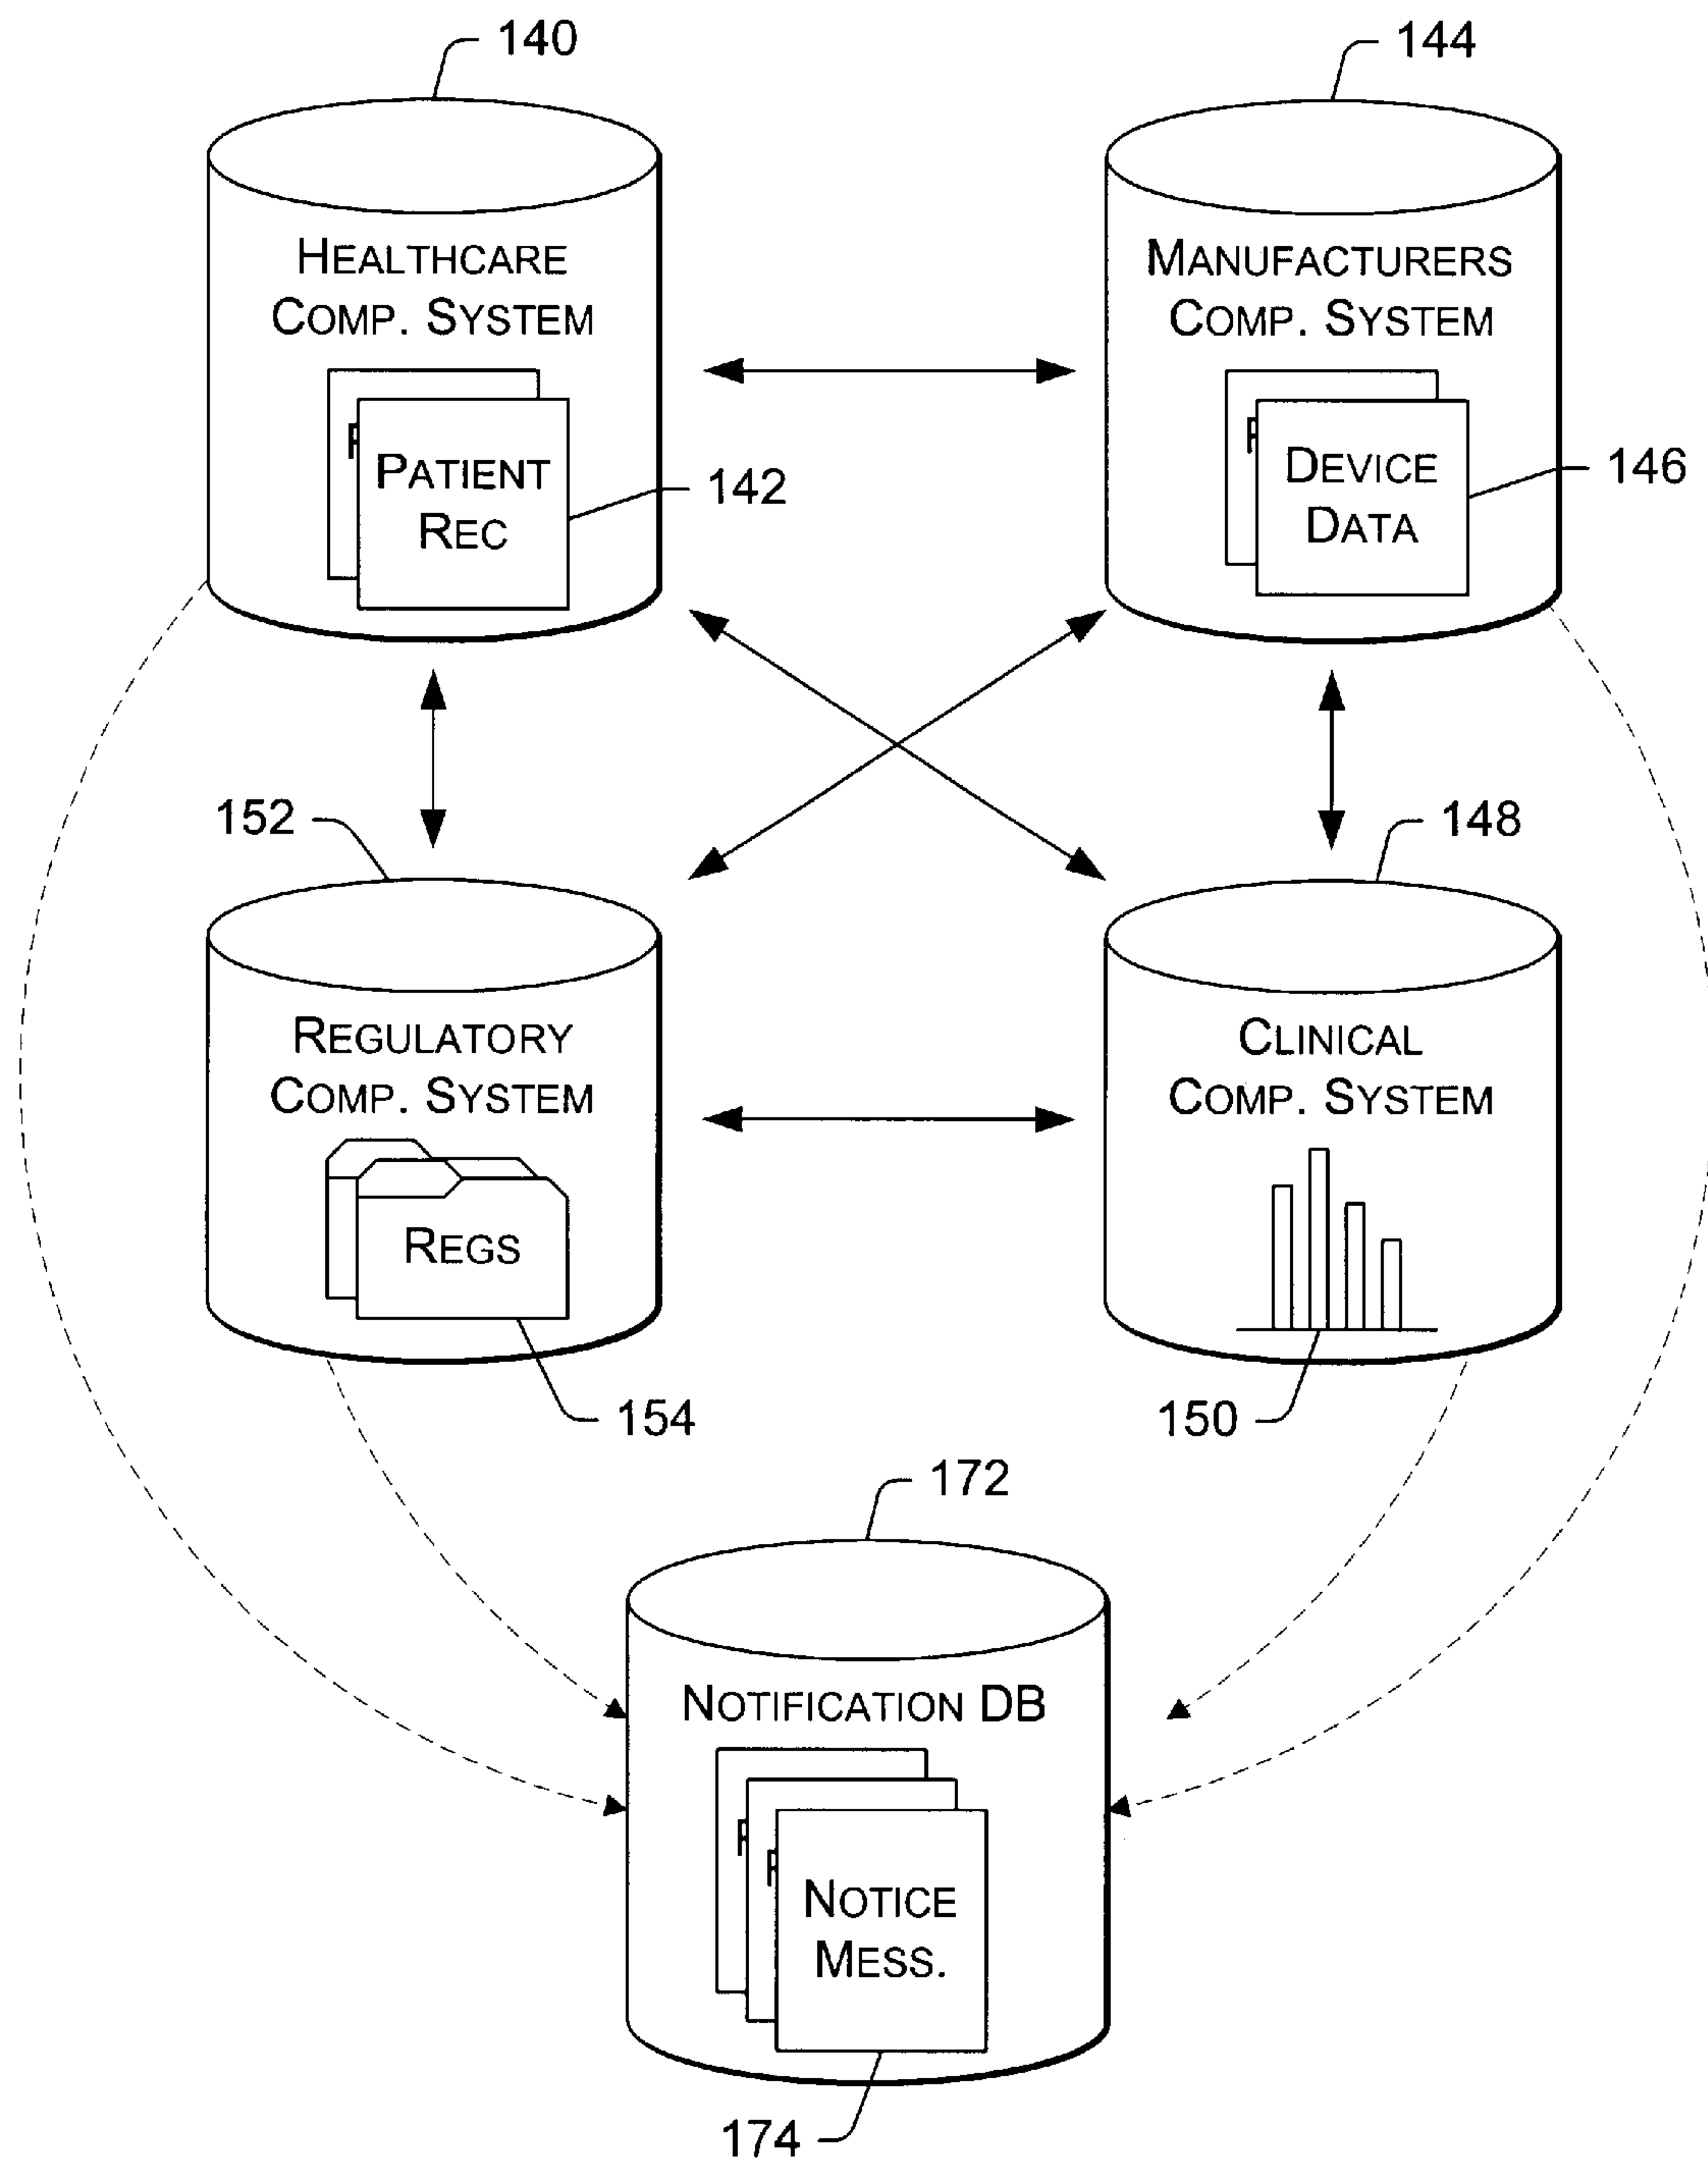 140
144
HEALTHCARE
COMP. SYSTEM
MANUFACTURERS
COMP. SYSTEM
PATIENT
REC
142
DEVICE
DATA
146
152
148
REGULATORY
COMP. SYSTEM
CLINICAL
COMP. SYSTEM
REGS
154
150
172
NOTIFICATION DB
NOTICE
MESS.
174